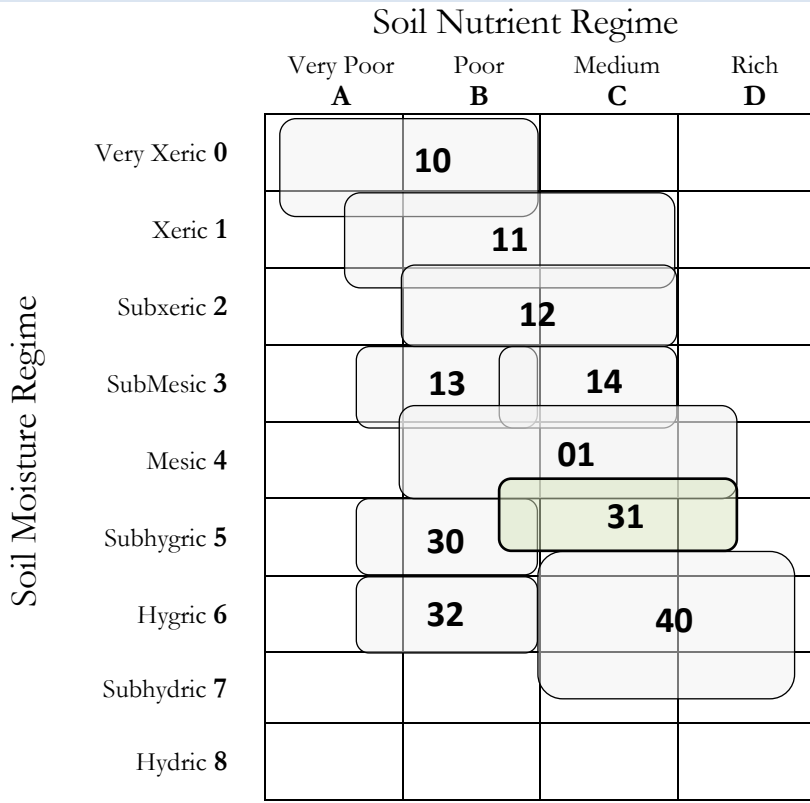 Soil Nutrient Regime
Very Poor Poor Medium Rich
A B C D
Very Xeric 0
10
Xeric 1
11
Subxeric 2
12
SubMesic 3
13 14
Mesic 4
01
31
Subhygric 5
30
Hygric 6
32 40
Subhydric 7
Hydric 8
Soil Moisture Regime